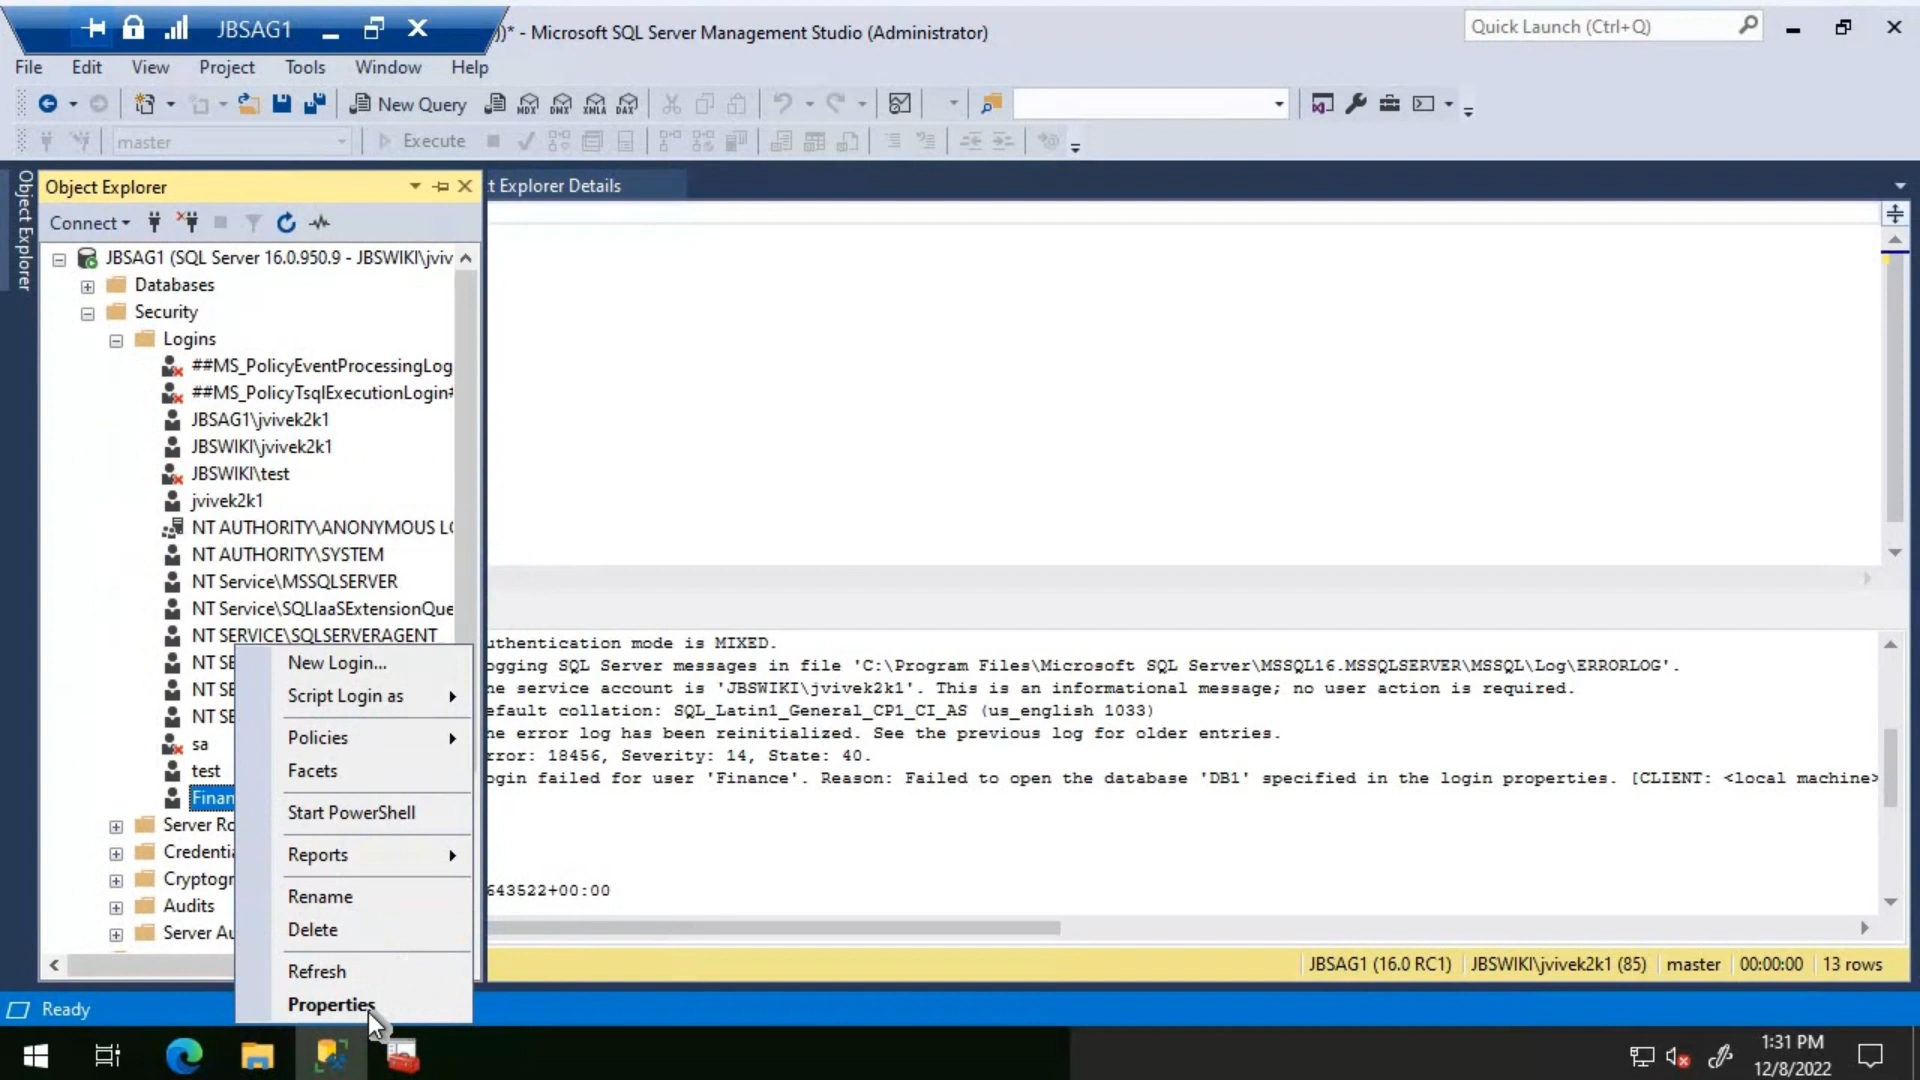 JBSAG1
))* - Microsoft SQL Server Management Studio (Administrator)
Quick Launch (Ctrl+Q)
File Edit View Project Tools Window Help
New Query
MDX DMX XMLA DAX
master
Execute
Object Explorer
Object Explorer
t Explorer Details
Connect
JBSAG1 (SQL Server 16.0.950.9 - JBSWIKI\jviv
Databases
Security
Logins
##MS_PolicyEventProcessingLog
##MS_PolicyTsqlExecutionLogin#
JBSAG1\jvivek2k1
JBSWIKI\jvivek2k1
JBSWIKI\test
jvivek2k1
NT AUTHORITY\ANONYMOUS LO
NT AUTHORITY\SYSTEM
NT Service\MSSQLSERVER
NT Service\SQLIaaSExtensionQue
NT SERVICE\SQLSERVERAGENT
NT SE
NT SE
NT SE
sa
test
Finan
Server Ro
Credentia
Cryptogr
Audits
Server Au
New Login...
Script Login as
Policies
Facets
Start PowerShell
Reports
Rename
Delete
Refresh
Properties
uthentication mode is MIXED.
ogging SQL Server messages in file 'C:\Program Files\Microsoft SQL Server\MSSQL16.MSSQLSERVER\MSSQL\Log\ERRORLOG'.
he service account is 'JBSWIKI\jvivek2k1'. This is an informational message; no user action is required.
efault collation: SQL_Latin1_General_CP1_CI_AS (us_english 1033)
he error log has been reinitialized. See the previous log for older entries.
rror: 18456, Severity: 14, State: 40.
ogin failed for user 'Finance'. Reason: Failed to open the database 'DB1' specified in the login properties. [CLIENT: <local machine>
643522+00:00
JBSAG1 (16.0 RC1) JBSWIKI\jvivek2k1 (85) master 00:00:00 13 rows
Ready
1:31 PM
12/8/2022